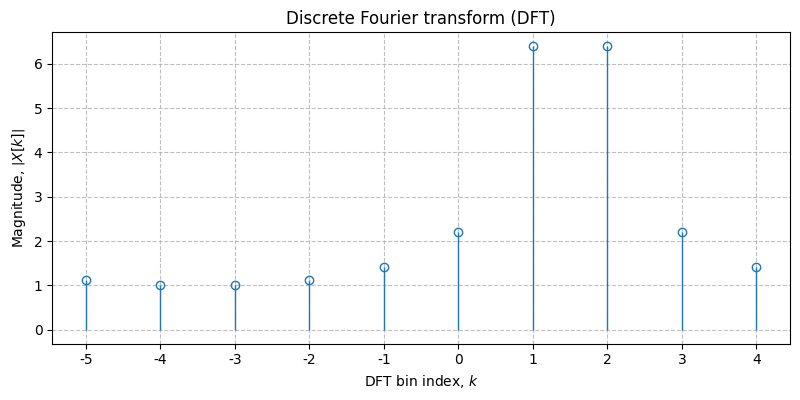 Discrete Fourier transform (DFT)
Magnitude, |X[k]|
6
5
4
3
2
1
0
-5 -4 -3 -2 -1 0 1 2 3 4
DFT bin index, k